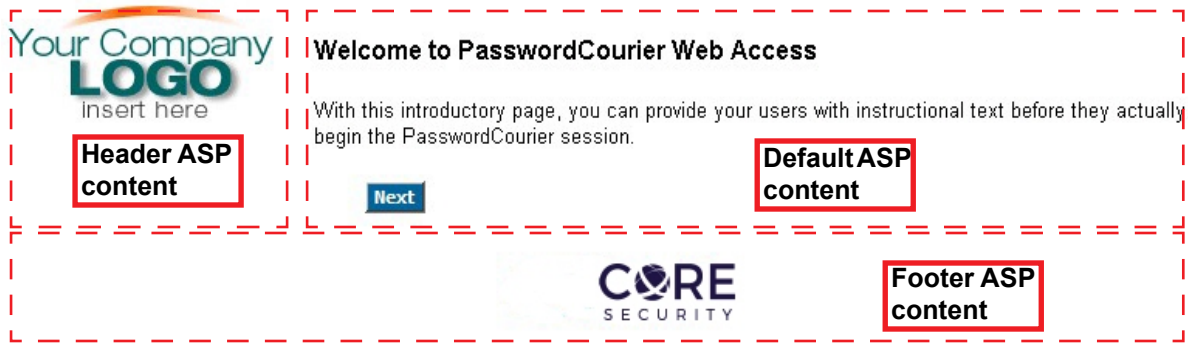 Your Company
LOGO
insert here
Header ASP
content
Welcome to PasswordCourier Web Access
With this introductory page, you can provide your users with instructional text before they actually
begin the PasswordCourier session.
Default ASP
content
Next
CORE
SECURITY
Footer ASP
content